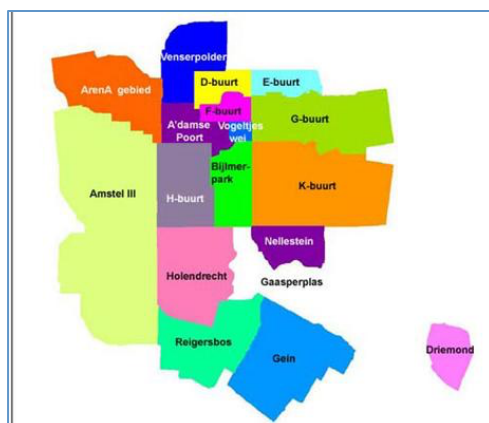 Venserpolder
D-buurt
E-buurt
ArenA gebied
F-buurt
G-buurt
A'damse
Poort
Vogeltjes
wei
Bijlmer-
park
Amstel III
H-buurt
K-buurt
Nellestein
Holendrecht
Gaasperplas
Reigersbos
Gein
Driemond